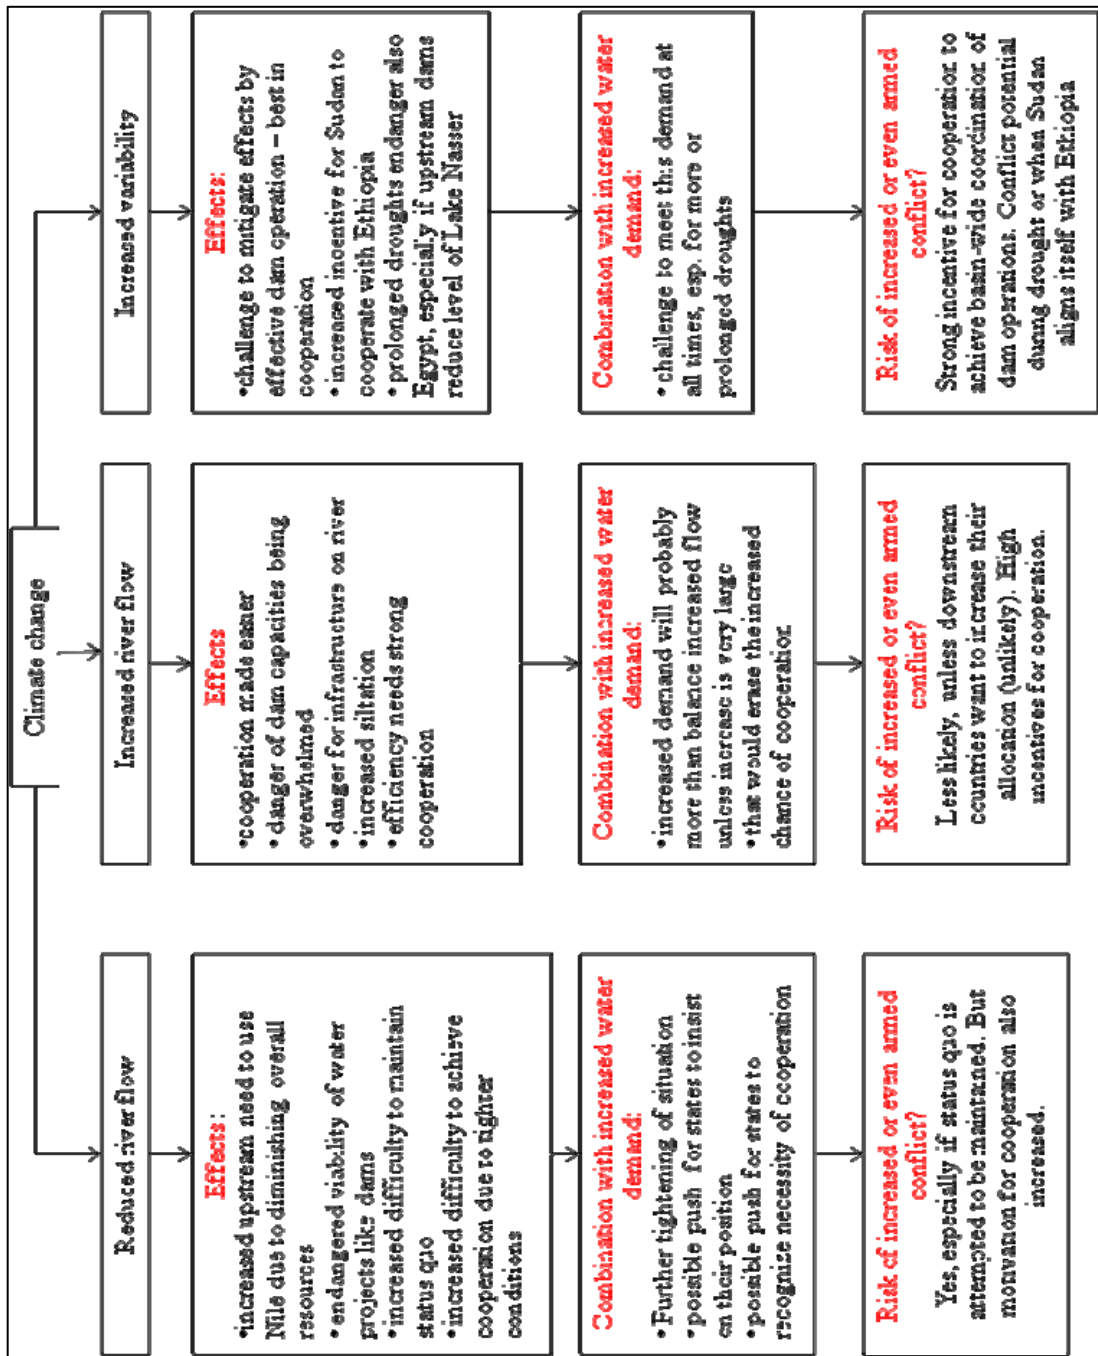 Climate change
Reduced river flow
Increased river flow
Increased variability
Effects:
•increased upstream need to use
Nile due to diminishing overall
resources
•endangered viability of water
projects like dams
•increased difficulty to maintain
status quo
•increased difficulty to achieve
cooperation due to tighter
conditions
Combination with increased water
demand:
•Further tightening of situation
•possible push for states to insist
on their position
•possible push for states to
recognize necessity of cooperation
Risk of increased or even armed
conflict?
Yes, especially if status quo is
attempted to be maintained. But
motivation for cooperation also
increased.
Effects
•cooperation made easier
•danger of dam capacities being
overwhelmed
•danger for infrastructure on river
•increased siltation
•efficiency needs strong
cooperation
Combination with increased water
demand:
•increased demand will probably
more than balance increased flow
unless increase is very large
•that would erase the increased
chance of cooperation.
Risk of increased or even armed
conflict?
Less likely, unless downstream
countries want to increase their
allocation (unlikely). High
incentives for cooperation.
Effects:
•challenge to mitigate effects by
effective dam operation – best in
cooperation
•increased incentive for Sudan to
cooperate with Ethiopia
•prolonged droughts endanger also
Egypt, especially if upstream dams
reduce level of Lake Nasser
Combination with increased water
demand:
•challenge to meet this demand at
all times, esp. for more or
prolonged droughts
Risk of increased or even armed
conflict?
Strong incentive for cooperation to
achieve basin-wide coordination of
dam operations. Conflict potential
during drought or when Sudan
aligns itself with Ethiopia